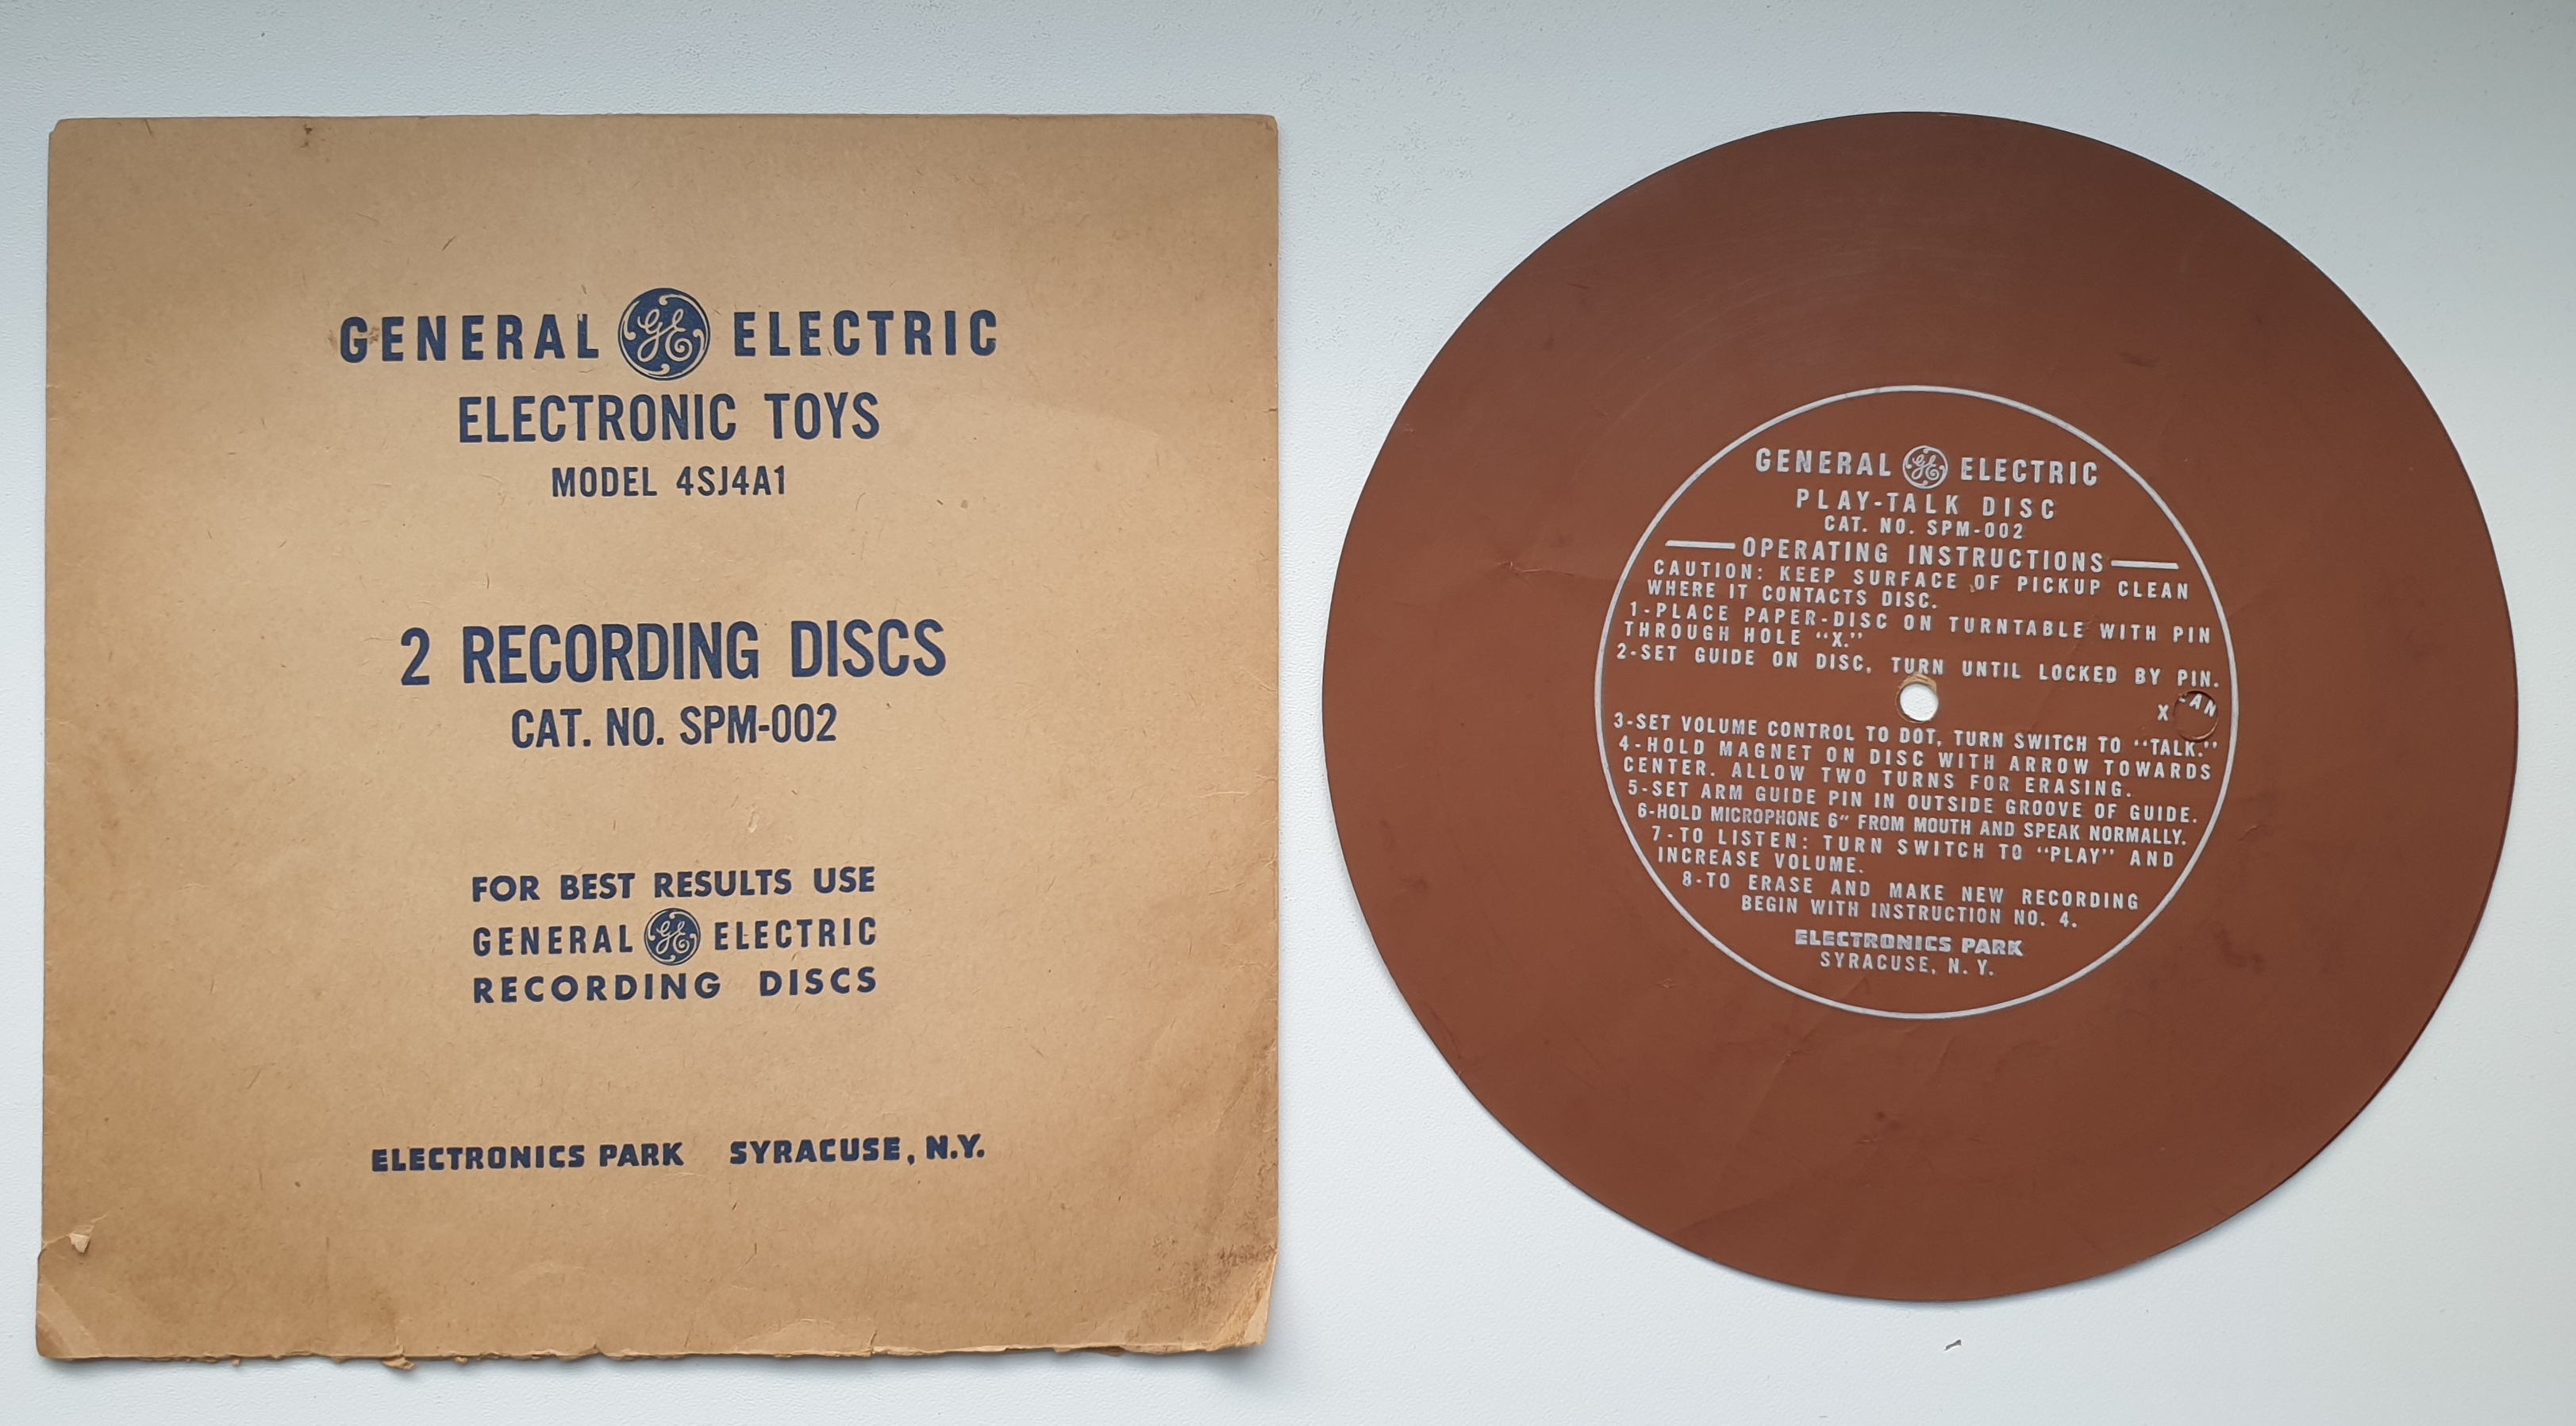 GENERAL GE ELECTRIC
ELECTRONIC TOYS
MODEL 4SJ4A1
2 RECORDING DISCS
CAT. NO. SPM-002
FOR BEST RESULTS USE
GENERAL GE ELECTRIC
RECORDING DISCS
ELECTRONICS PARK SYRACUSE, N.Y.
GENERAL GE ELECTRIC
PLAY-TALK DISC
CAT. NO. SPM-002
OPERATING INSTRUCTIONS
CAUTION: KEEP SURFACE OF PICKUP CLEAN
WHERE IT CONTACTS DISC.
1-PLACE PAPER-DISC ON TURNTABLE WITH PIN
THROUGH HOLE "X."
2-SET GUIDE ON DISC, TURN UNTIL LOCKED BY PIN.
X
3-SET VOLUME CONTROL TO DOT, TURN SWITCH TO "TALK."
4-HOLD MAGNET ON DISC WITH ARROW TOWARDS
CENTER. ALLOW TWO TURNS FOR ERASING.
5-SET ARM GUIDE PIN IN OUTSIDE GROOVE OF GUIDE.
6-HOLD MICROPHONE 6" FROM MOUTH AND SPEAK NORMALLY.
7-TO LISTEN: TURN SWITCH TO "PLAY" AND
INCREASE VOLUME.
8-TO ERASE AND MAKE NEW RECORDING
BEGIN WITH INSTRUCTION NO. 4.
ELECTRONICS PARK
SYRACUSE, N. Y.